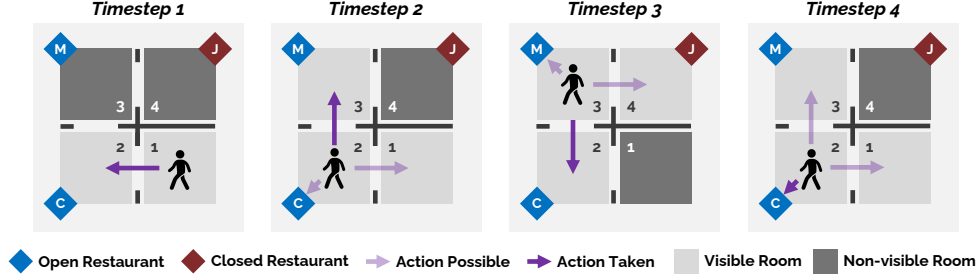 Timestep 1 Timestep 2 Timestep 3 Timestep 4
M J M J M J M J
3 4 3 4 3 4 3 4
2 1 2 1 2 1 2 1
C C C C
Open Restaurant Closed Restaurant Action Possible Action Taken Visible Room Non-visible Room